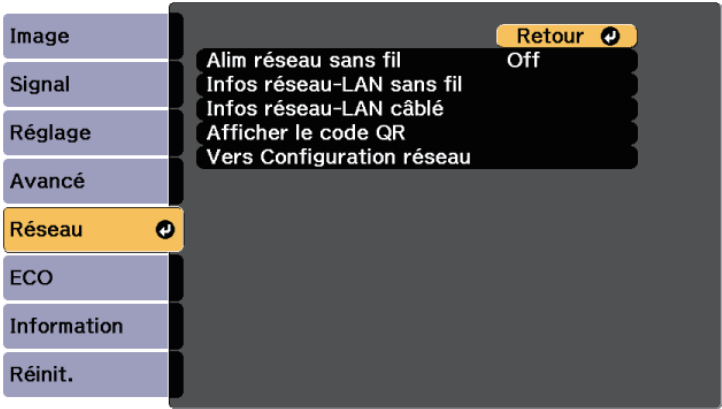 Image
Signal
Réglage
Avancé
Réseau
ECO
Information
Réinit.
Retour
Alim réseau sans fil Off
Infos réseau-LAN sans fil
Infos réseau-LAN câblé
Afficher le code QR
Vers Configuration réseau